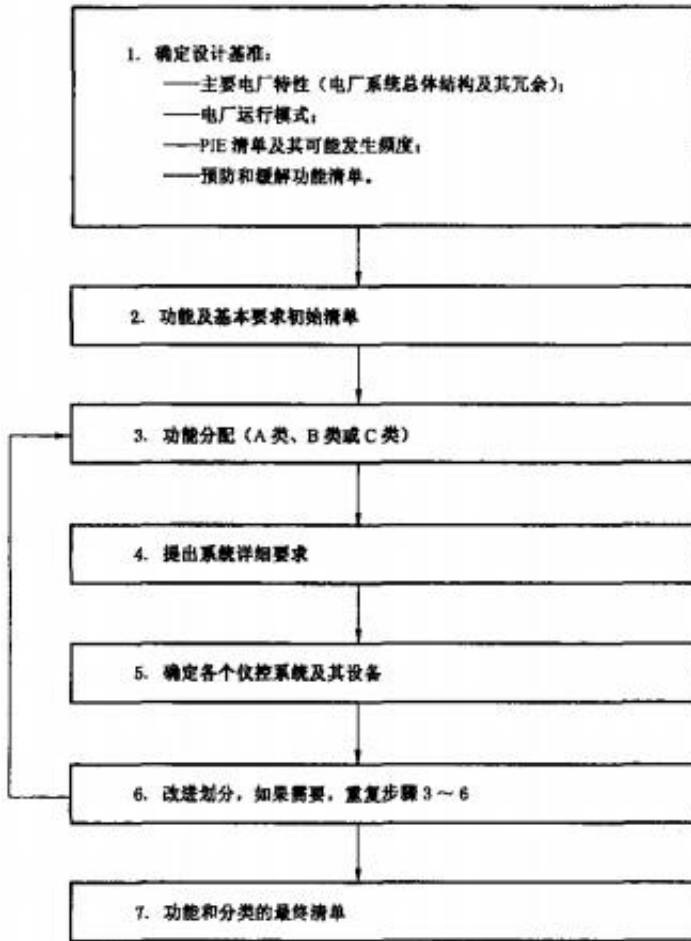 1. 确定设计基准:
——主要电厂特性（电厂系统总体结构及其冗余）;
——电厂运行模式;
——PIE 清单及其可能发生频度;
——预防和缓解功能清单。
2. 功能及基本要求初始清单
3. 功能分配（A 类、B 类或 C 类）
4. 提出系统详细要求
5. 确定各个仪控系统及其设备
6. 改进划分，如果需要，重复步骤 3～6
7. 功能和分类的最终清单